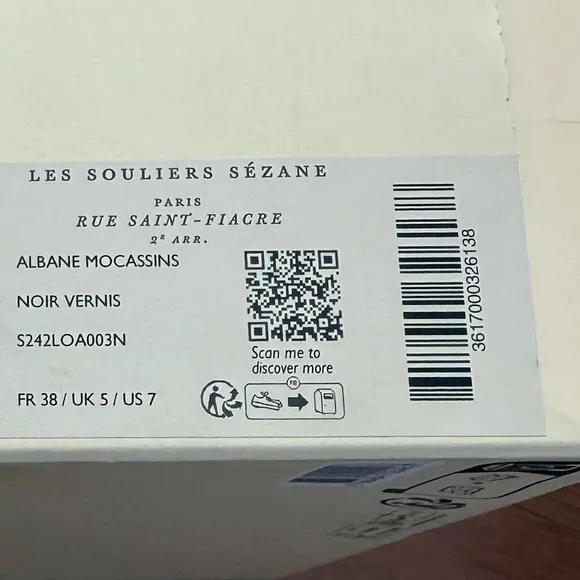 LES SOULIERS SÉZANE
PARIS
RUE SAINT-FIACRE
2E ARR.
ALBANE MOCASSINS
NOIR VERNIS
S242LOA003N
FR 38 / UK 5 / US 7
Scan me to
discover more
FR
3617000326138